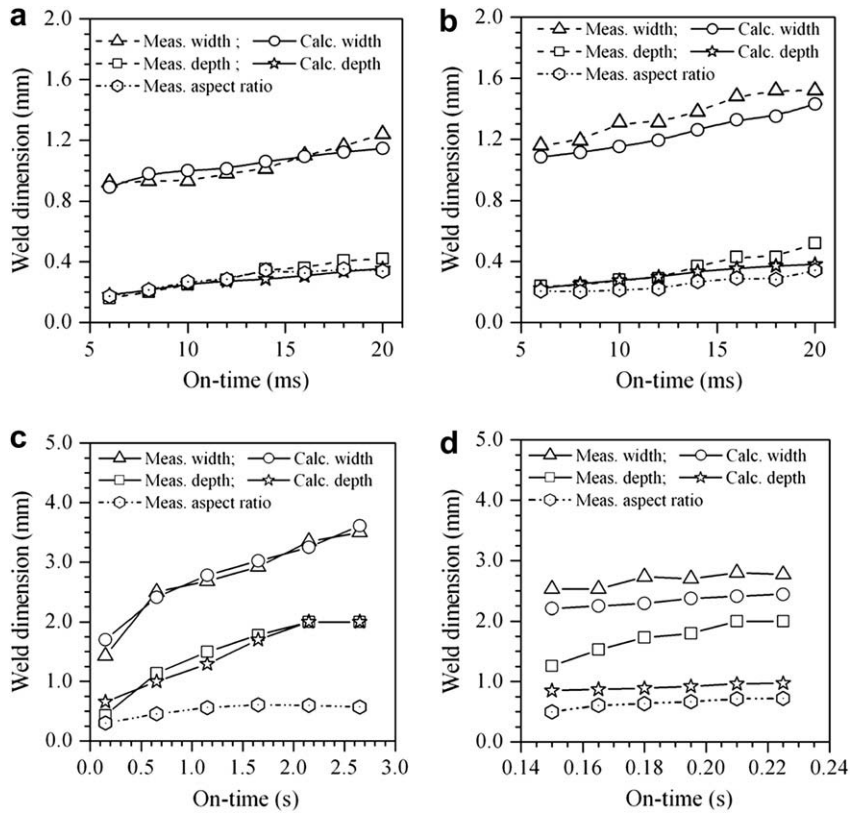 a
2.0
1.6
1.2
0.8
0.4
0.0
Weld dimension (mm)
Meas. width ; Calc. width
Meas. depth ; Calc. depth
Meas. aspect ratio
5 10 15 20
On-time (ms)
b
2.0
1.6
1.2
0.8
0.4
0.0
Weld dimension (mm)
Meas. width; Calc. width
Meas. depth; Calc. depth
Meas. aspect ratio
5 10 15 20
On-time (ms)
c
5.0
4.0
3.0
2.0
1.0
0.0
Weld dimension (mm)
Meas. width; Calc. width
Meas. depth; Calc. depth
Meas. aspect ratio
0.0 0.5 1.0 1.5 2.0 2.5 3.0
On-time (s)
d
5.0
4.0
3.0
2.0
1.0
0.0
Weld dimension (mm)
Meas. width; Calc. width
Meas. depth; Calc. depth
Meas. aspect ratio
0.14 0.16 0.18 0.20 0.22 0.24
On-time (s)